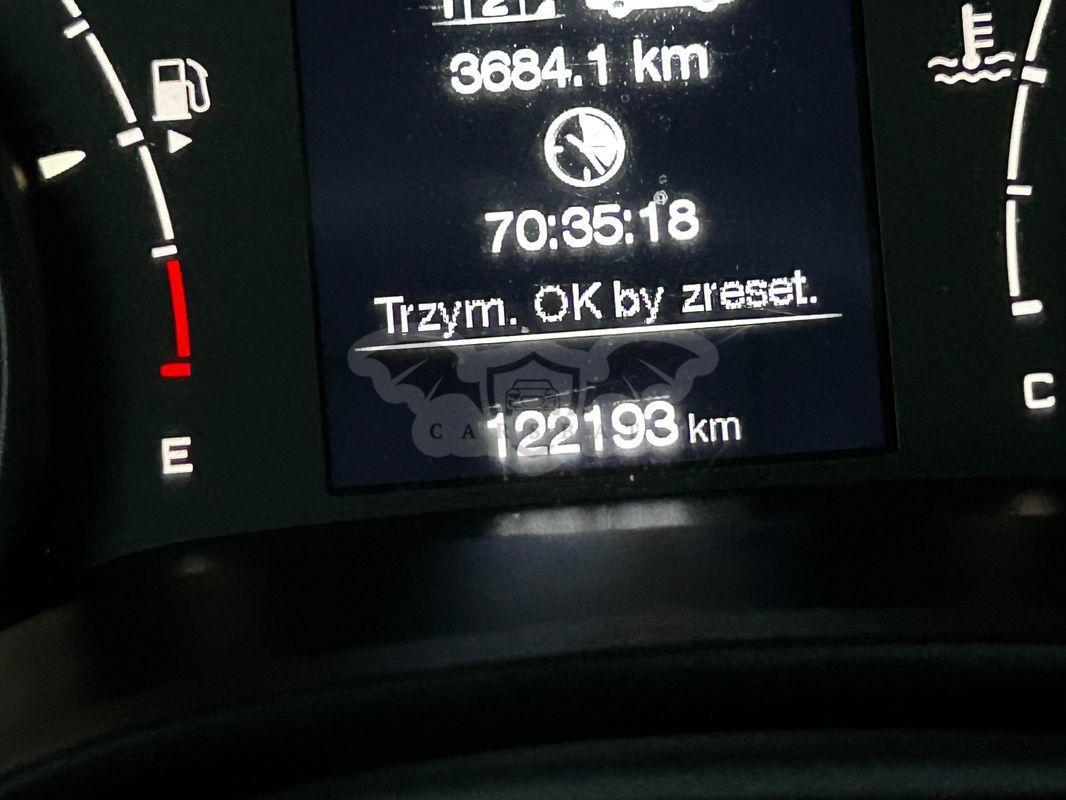 3684.1 km
70:35:18
Trzym. OK by zreset.
122193 km
E
C